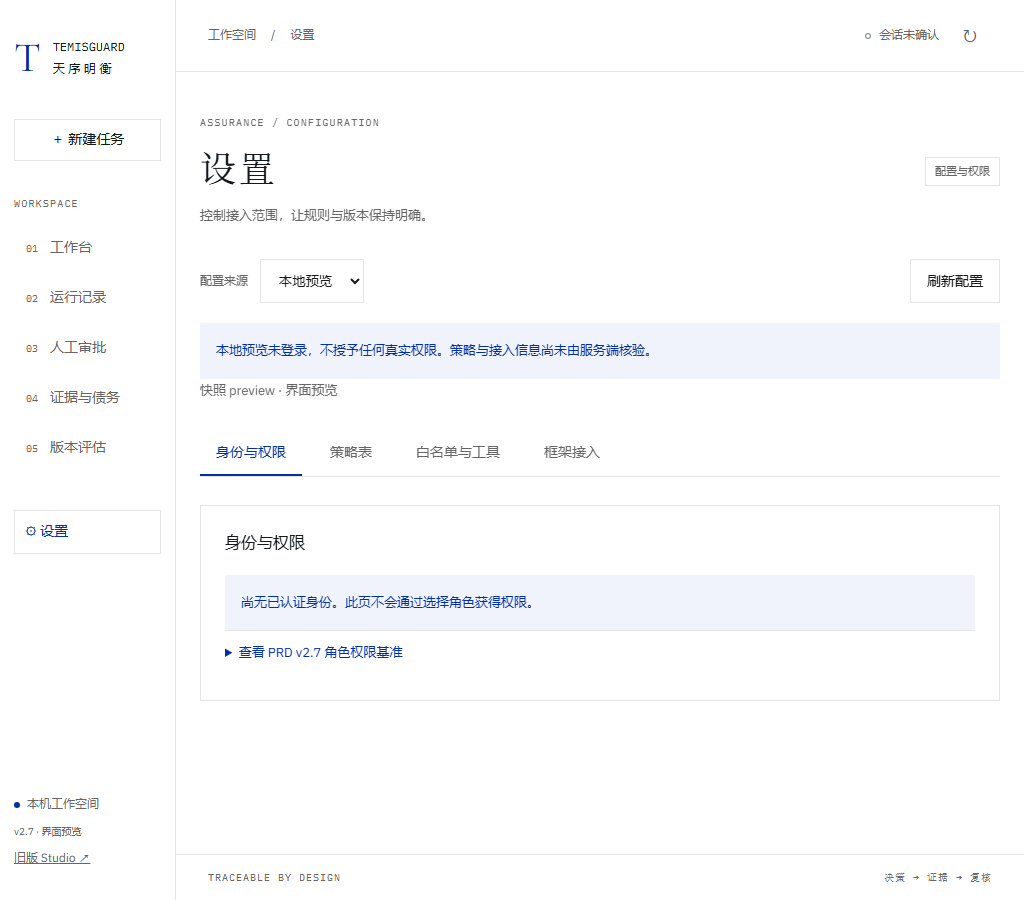 T
TEMISGUARD
天序明衡
+ 新建任务
WORKSPACE
01 工作台
02 运行记录
03 人工审批
04 证据与债务
05 版本评估
⚙ 设置
本机工作空间
v2.7 · 界面预览
旧版 Studio ↗
工作空间 / 设置
会话未确认 ↻
ASSURANCE / CONFIGURATION
设置
配置与权限
控制接入范围，让规则与版本保持明确。
配置来源 本地预览 刷新配置
本地预览未登录，不授予任何真实权限。策略与接入信息尚未由服务端核验。
快照 preview · 界面预览
身份与权限 策略表 白名单与工具 框架接入
身份与权限
尚无已认证身份。此页不会通过选择角色获得权限。
▶ 查看 PRD v2.7 角色权限基准
TRACEABLE BY DESIGN
决策 → 证据 → 复核